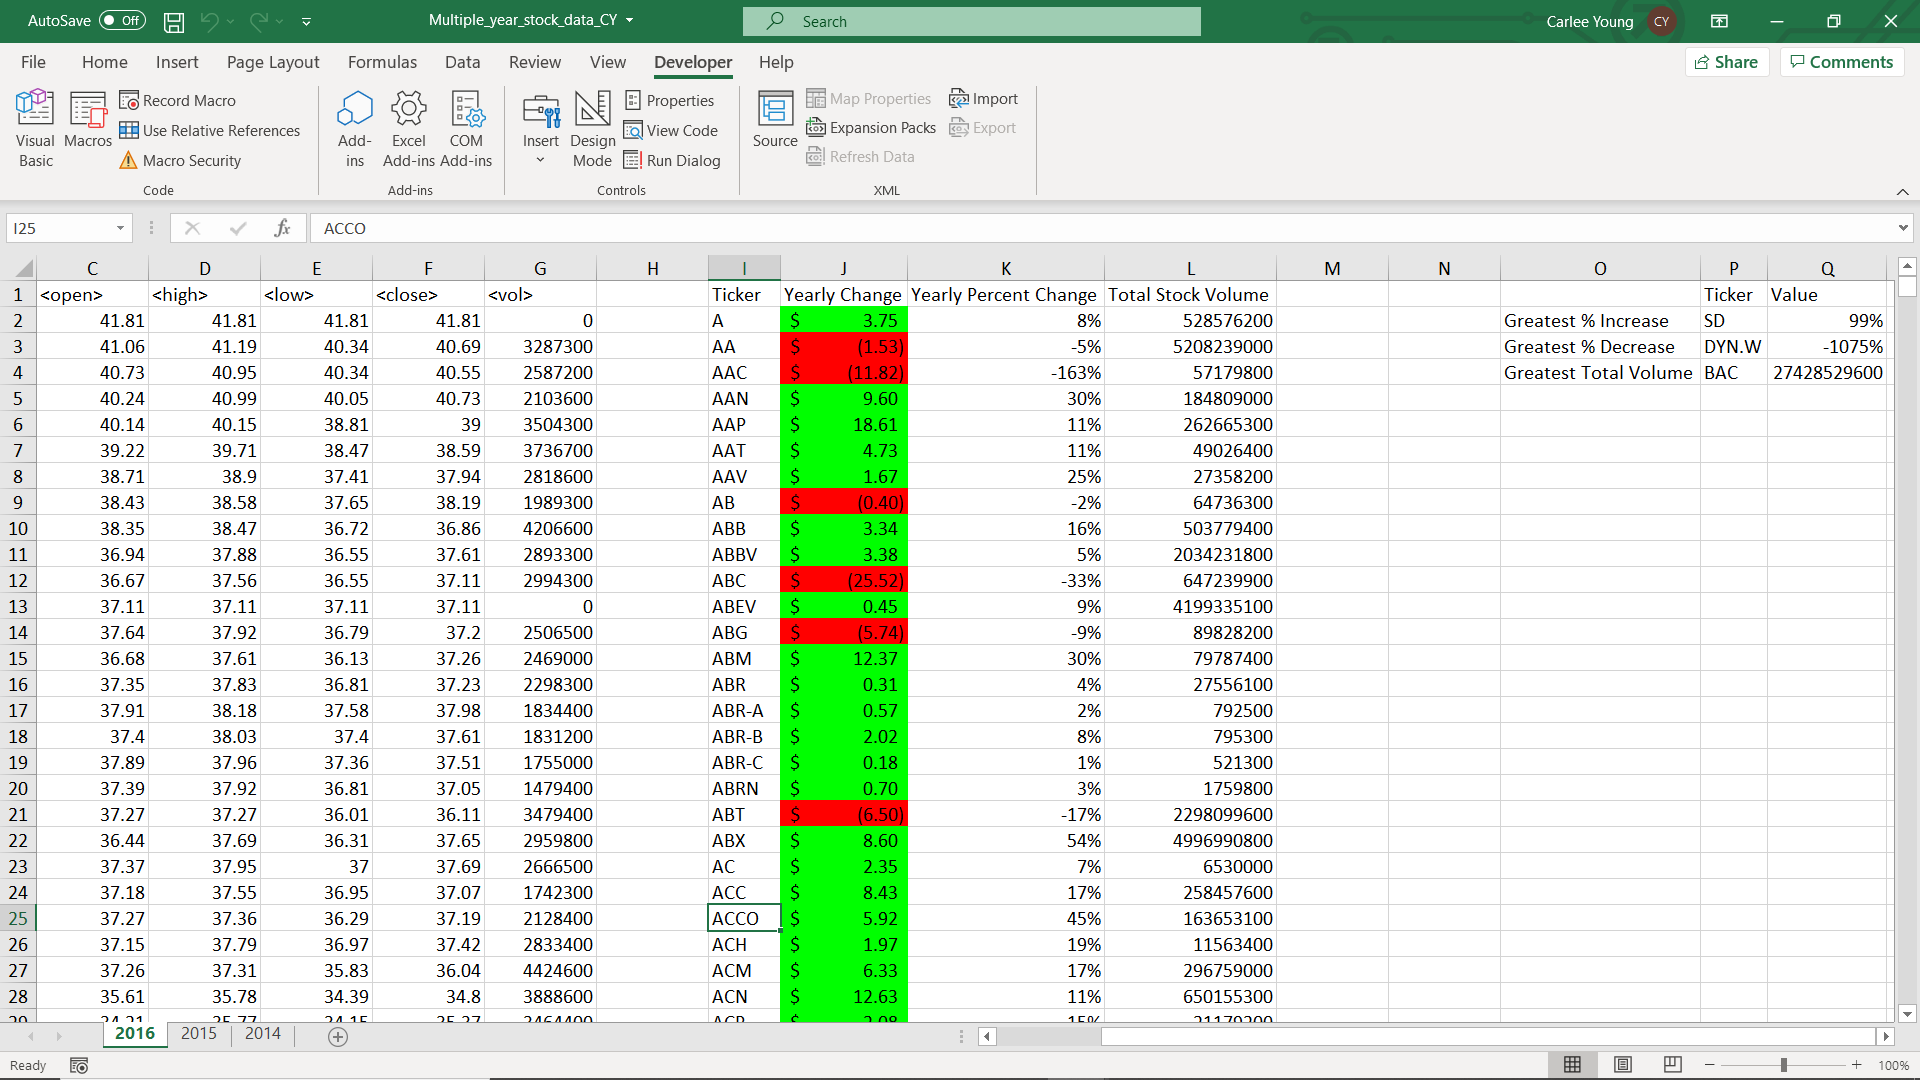 AutoSave Off Multiple_year_stock_data_CY Search Carlee Young CY
File Home Insert Page Layout Formulas Data Review View Developer Help Share Comments
Visual Basic Macros Record Macro Use Relative References Macro Security
Add-ins Excel Add-ins COM Add-ins
Insert Design Mode Properties View Code Run Dialog
Source Map Properties Expansion Packs Refresh Data Import Export
Code Add-ins Controls XML
I25 fx ACCO
C D E F G H I J K L M N O P Q
1 <open> <high> <low> <close> <vol> Ticker Yearly Change Yearly Percent Change Total Stock Volume Ticker Value
2 41.81 41.81 41.81 41.81 0 A $ 3.75 8% 528576200 Greatest % Increase SD 99%
3 41.06 41.19 40.34 40.69 3287300 AA $ (1.53) -5% 5208239000 Greatest % Decrease DYN.W -1075%
4 40.73 40.95 40.34 40.55 2587200 AAC $ (11.82) -163% 57179800 Greatest Total Volume BAC 27428529600
5 40.24 40.99 40.05 40.73 2103600 AAN $ 9.60 30% 184809000
6 40.14 40.15 38.81 39 3504300 AAP $ 18.61 11% 262665300
7 39.22 39.71 38.47 38.59 3736700 AAT $ 4.73 11% 49026400
8 38.71 38.9 37.41 37.94 2818600 AAV $ 1.67 25% 27358200
9 38.43 38.58 37.65 38.19 1989300 AB $ (0.40) -2% 64736300
10 38.35 38.47 36.72 36.86 4206600 ABB $ 3.34 16% 503779400
11 36.94 37.88 36.55 37.61 2893300 ABBV $ 3.38 5% 2034231800
12 36.67 37.56 36.55 37.11 2994300 ABC $ (25.52) -33% 647239900
13 37.11 37.11 37.11 37.11 0 ABEV $ 0.45 9% 4199335100
14 37.64 37.92 36.79 37.2 2506500 ABG $ (5.74) -9% 89828200
15 36.68 37.61 36.13 37.26 2469000 ABM $ 12.37 30% 79787400
16 37.35 37.83 36.81 37.23 2298300 ABR $ 0.31 4% 27556100
17 37.91 38.18 37.58 37.98 1834400 ABR-A $ 0.57 2% 792500
18 37.4 38.03 37.4 37.61 1831200 ABR-B $ 2.02 8% 795300
19 37.89 37.96 37.36 37.51 1755000 ABR-C $ 0.18 1% 521300
20 37.39 37.92 36.81 37.05 1479400 ABRN $ 0.70 3% 1759800
21 37.27 37.27 36.01 36.11 3479400 ABT $ (6.50) -17% 2298099600
22 36.44 37.69 36.31 37.65 2959800 ABX $ 8.60 54% 4996990800
23 37.37 37.95 37 37.69 2666500 AC $ 2.35 7% 6530000
24 37.18 37.55 36.95 37.07 1742300 ACC $ 8.43 17% 258457600
25 37.27 37.36 36.29 37.19 2128400 ACCO $ 5.92 45% 163653100
26 37.15 37.79 36.97 37.42 2833400 ACH $ 1.97 19% 11563400
27 37.26 37.31 35.83 36.04 4424600 ACM $ 6.33 17% 296759000
28 35.61 35.78 34.39 34.8 3888600 ACN $ 12.63 11% 650155300
2016 2015 2014
Ready 100%